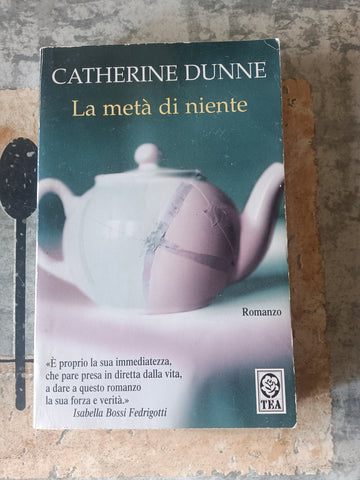 CATHERINE DUNNE
La metà di niente
Romanzo
«È proprio la sua immediatezza,
che pare presa in diretta dalla vita,
a dare a questo romanzo
la sua forza e verità.»
Isabella Bossi Fedrigotti
TEA